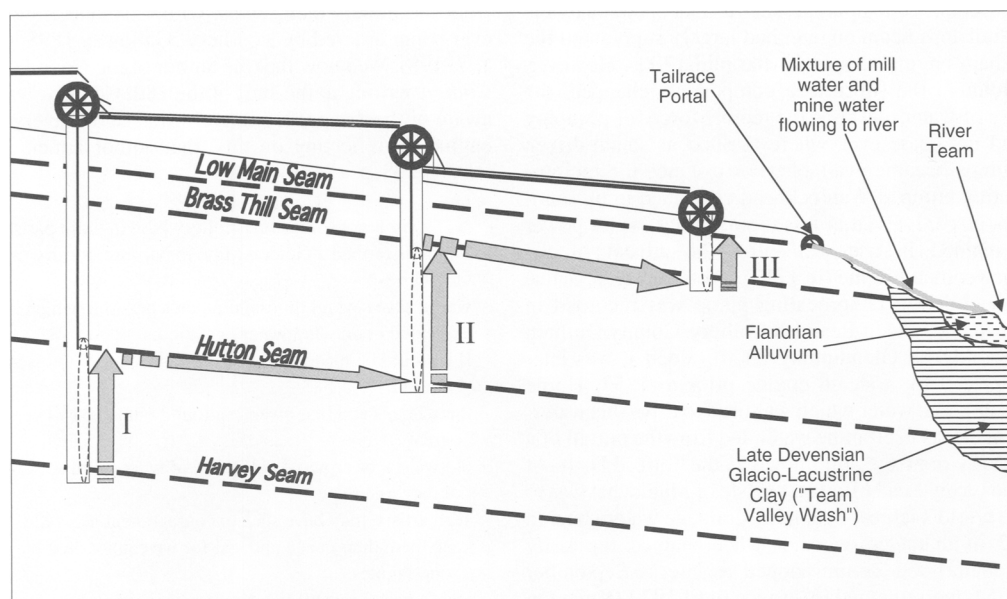 Tailrace
Portal
Mixture of mill
water and
mine water
flowing to river
River
Team
Low Main Seam
Brass Thill Seam
III
II
Flandrian
Alluvium
Hutton Seam
I
Harvey Seam
Late Devensian
Glacio-Lacustrine
Clay ("Team
Valley Wash")